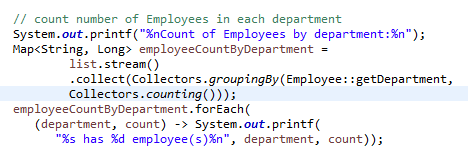 // count number of Employees in each department
System.out.printf("%nCount of Employees by department:%n");
Map<String, Long> employeeCountByDepartment =
list.stream()
.collect(Collectors.groupingBy(Employee::getDepartment,
Collectors.counting()));
employeeCountByDepartment.forEach(
(department, count) -> System.out.printf(
"%s has %d employee(s)%n", department, count));